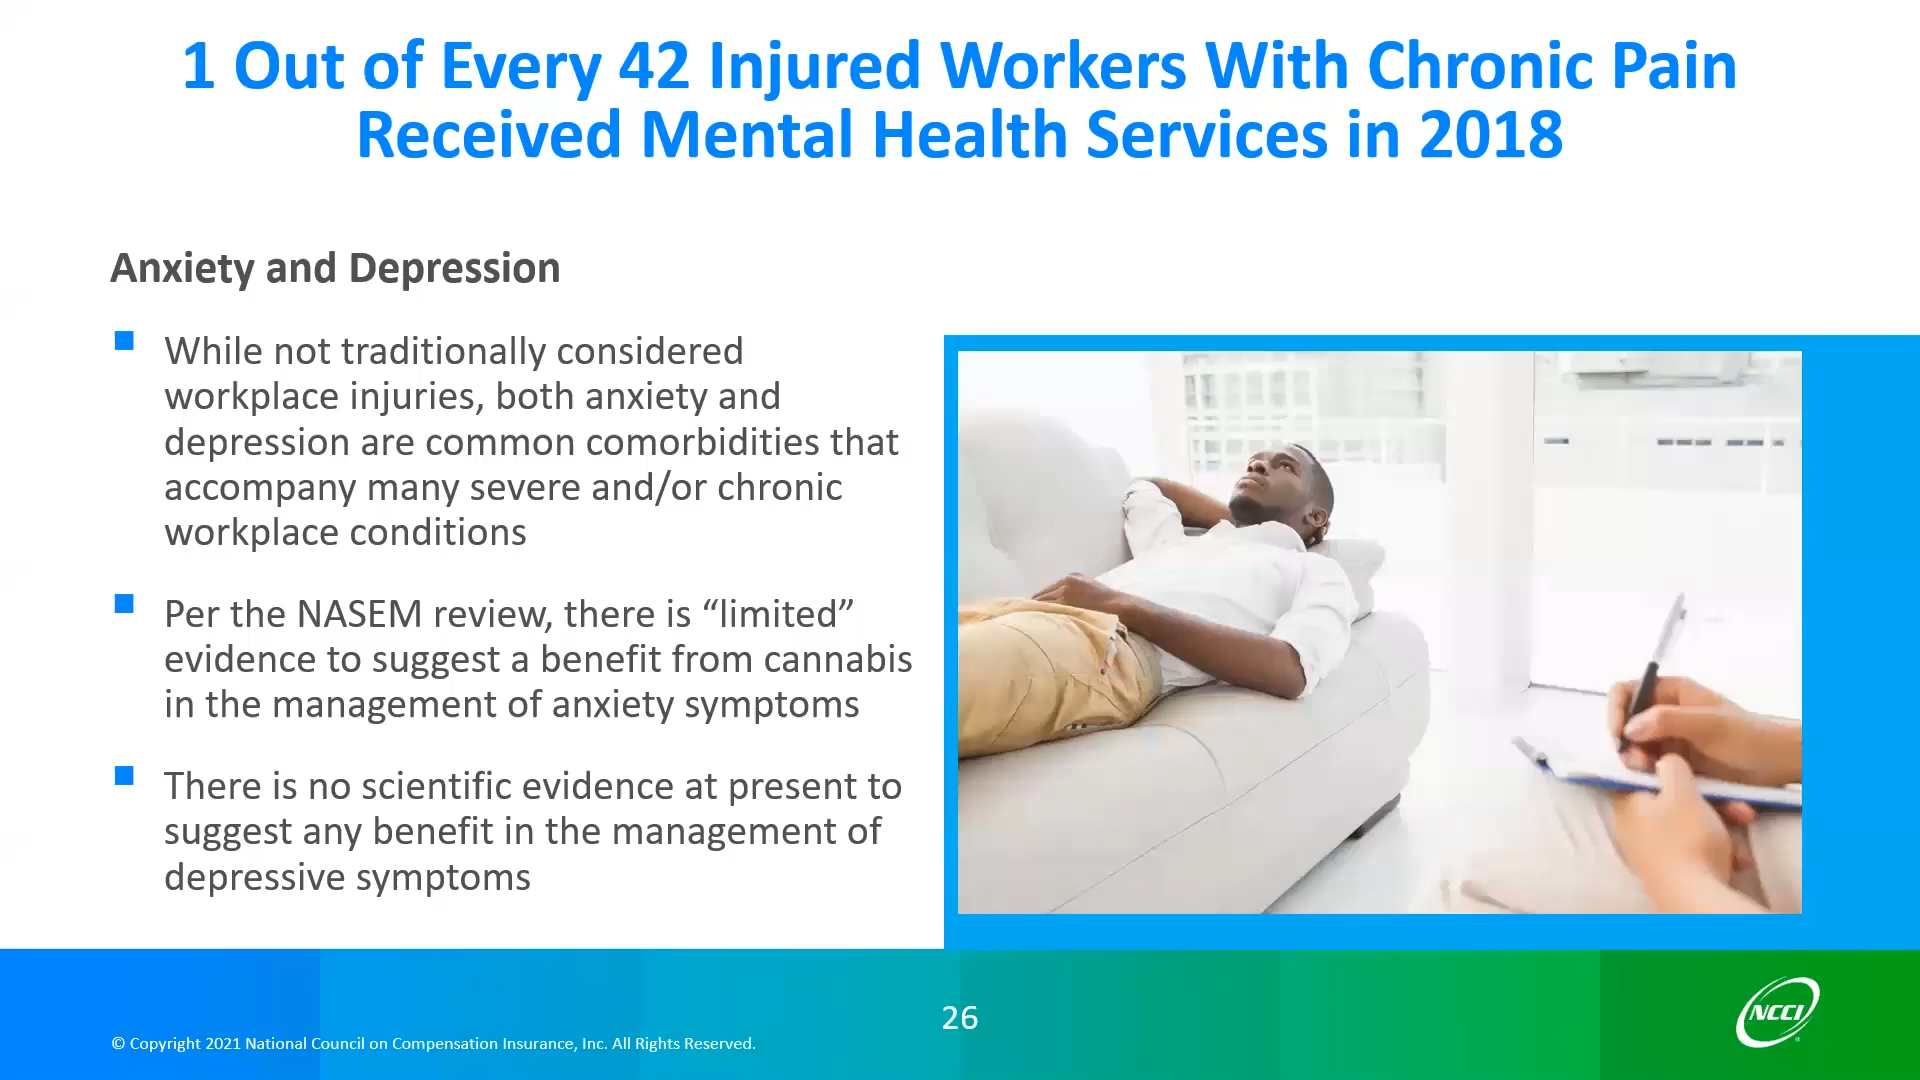 1 Out of Every 42 Injured Workers With Chronic Pain
Received Mental Health Services in 2018
Anxiety and Depression
While not traditionally considered
workplace injuries, both anxiety and
depression are common comorbidities that
accompany many severe and/or chronic
workplace conditions
Per the NASEM review, there is “limited”
evidence to suggest a benefit from cannabis
in the management of anxiety symptoms
There is no scientific evidence at present to
suggest any benefit in the management of
depressive symptoms
26
NCCI
© Copyright 2021 National Council on Compensation Insurance, Inc. All Rights Reserved.